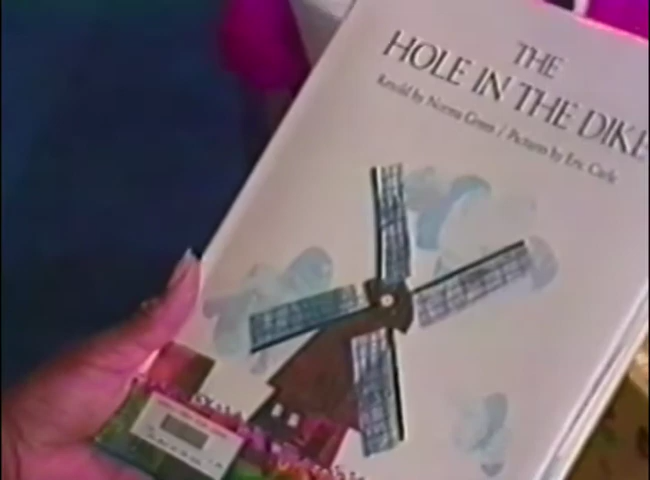 THE
HOLE IN THE DIKE
Retold by Norma Green / Pictures by Eric Carle